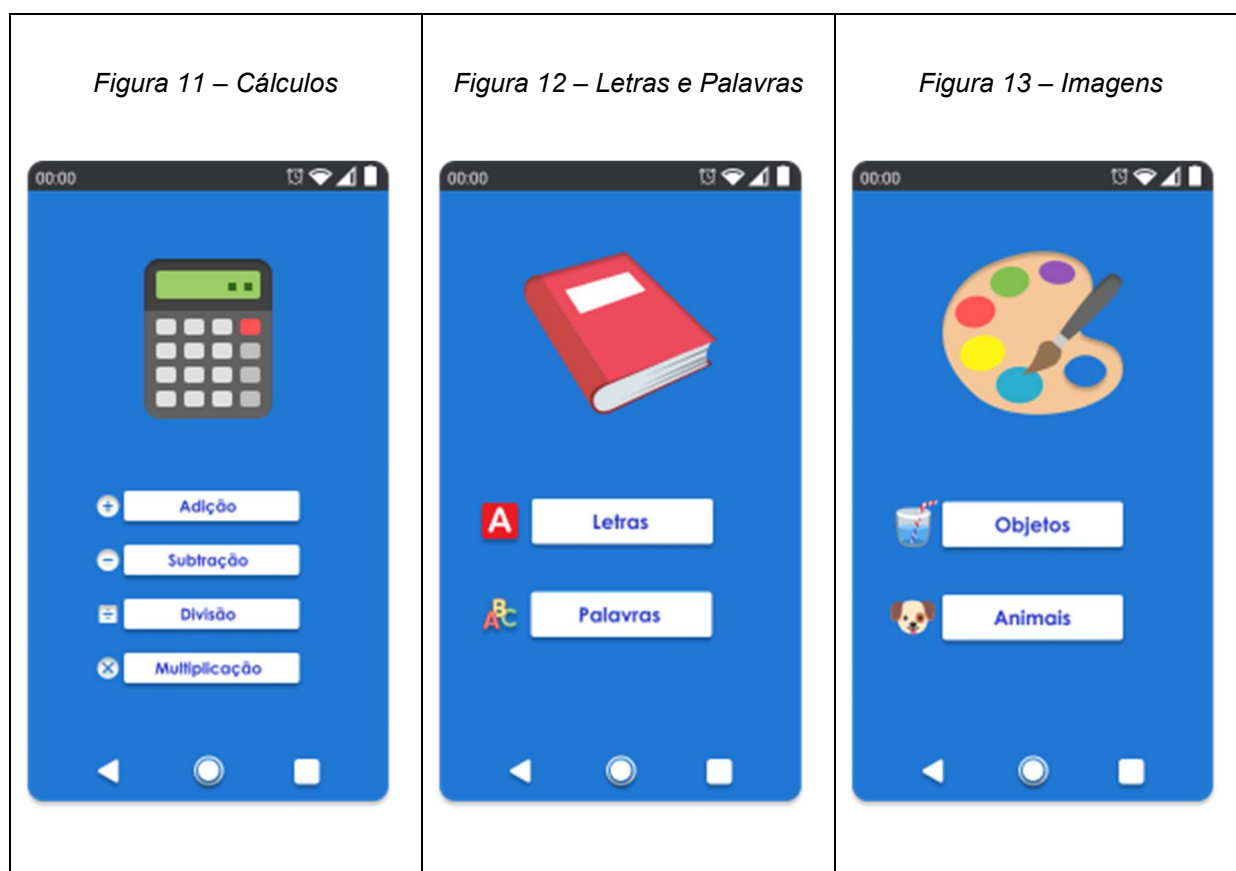 Figura 11 – Cálculos
00:00
Adição
Subtração
Divisão
Multiplicação
Figura 12 – Letras e Palavras
00:00
A
Letras
ABC
Palavras
Figura 13 – Imagens
00:00
Objetos
Animais